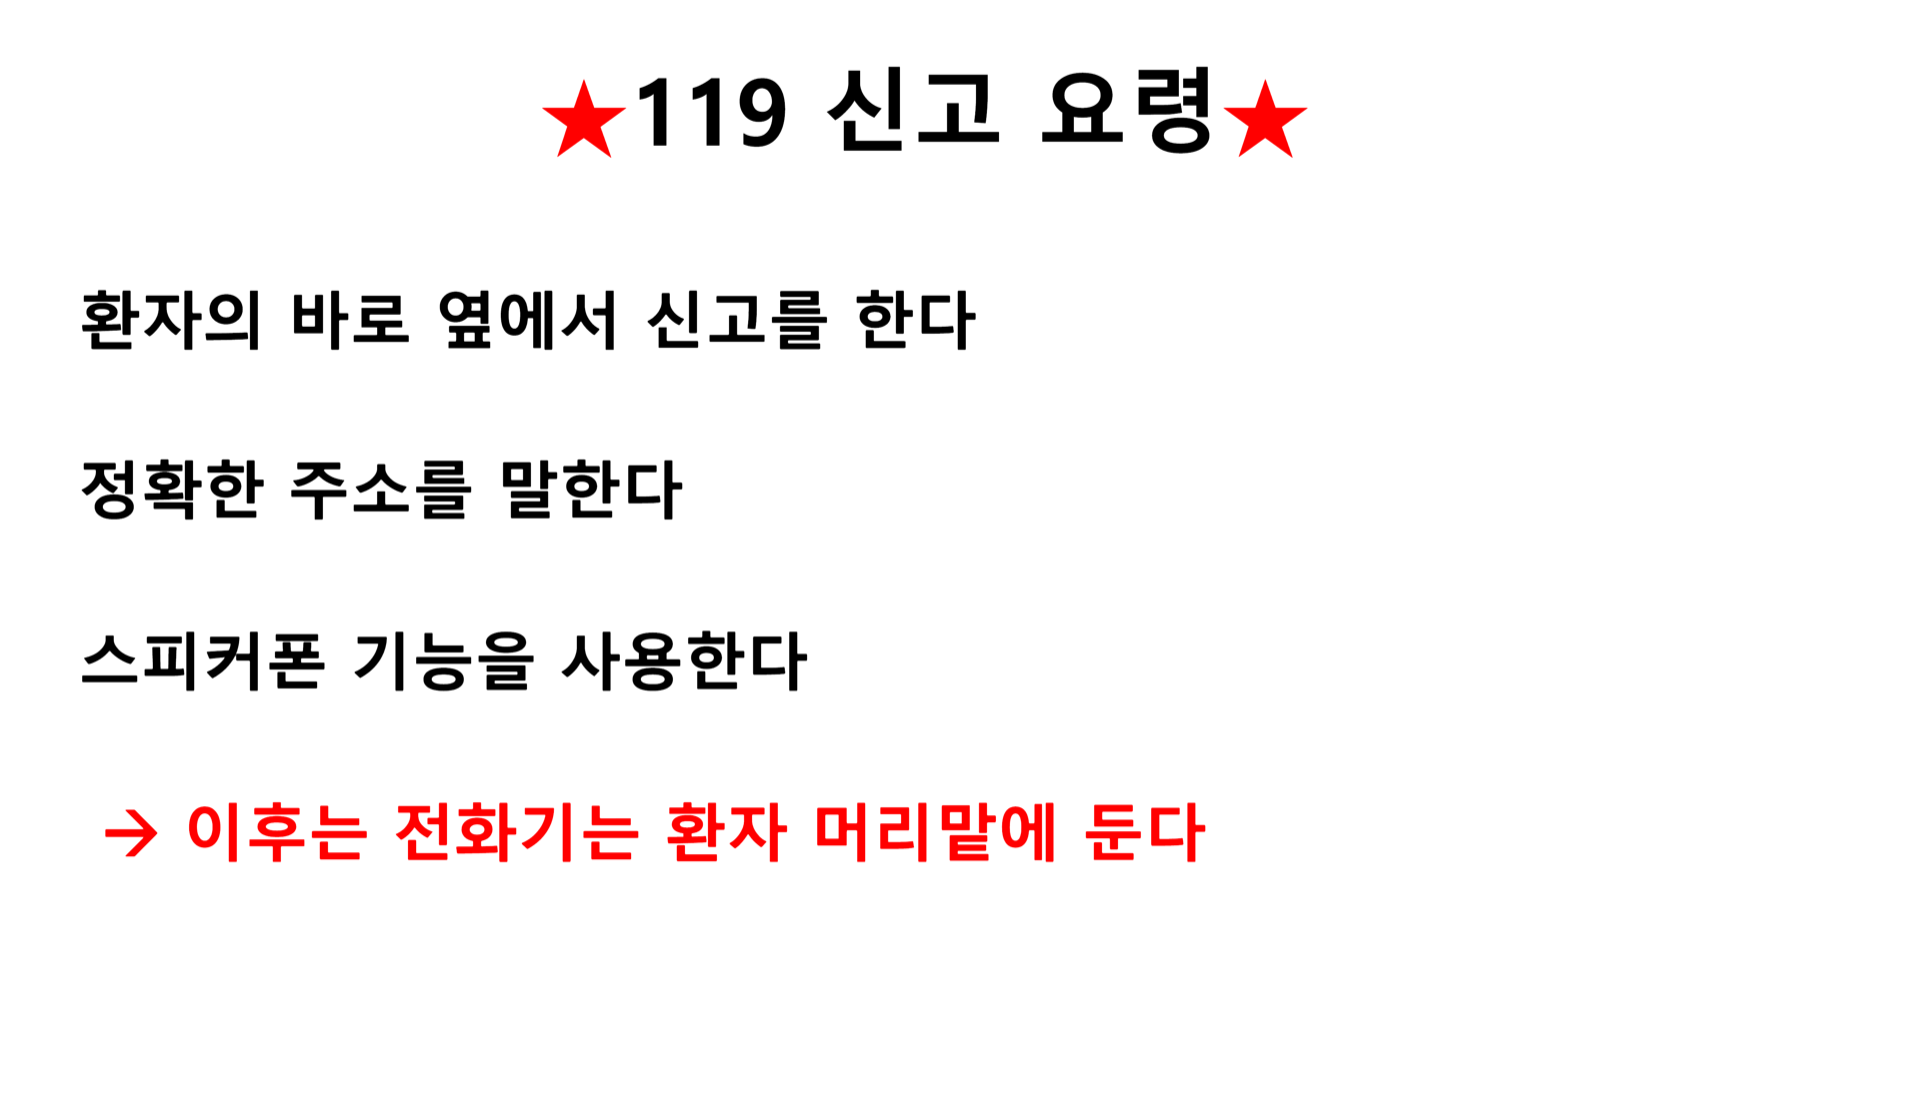 ★119 신고 요령★
환자의 바로 옆에서 신고를 한다
정확한 주소를 말한다
스피커폰 기능을 사용한다
→ 이후는 전화기는 환자 머리맡에 둔다